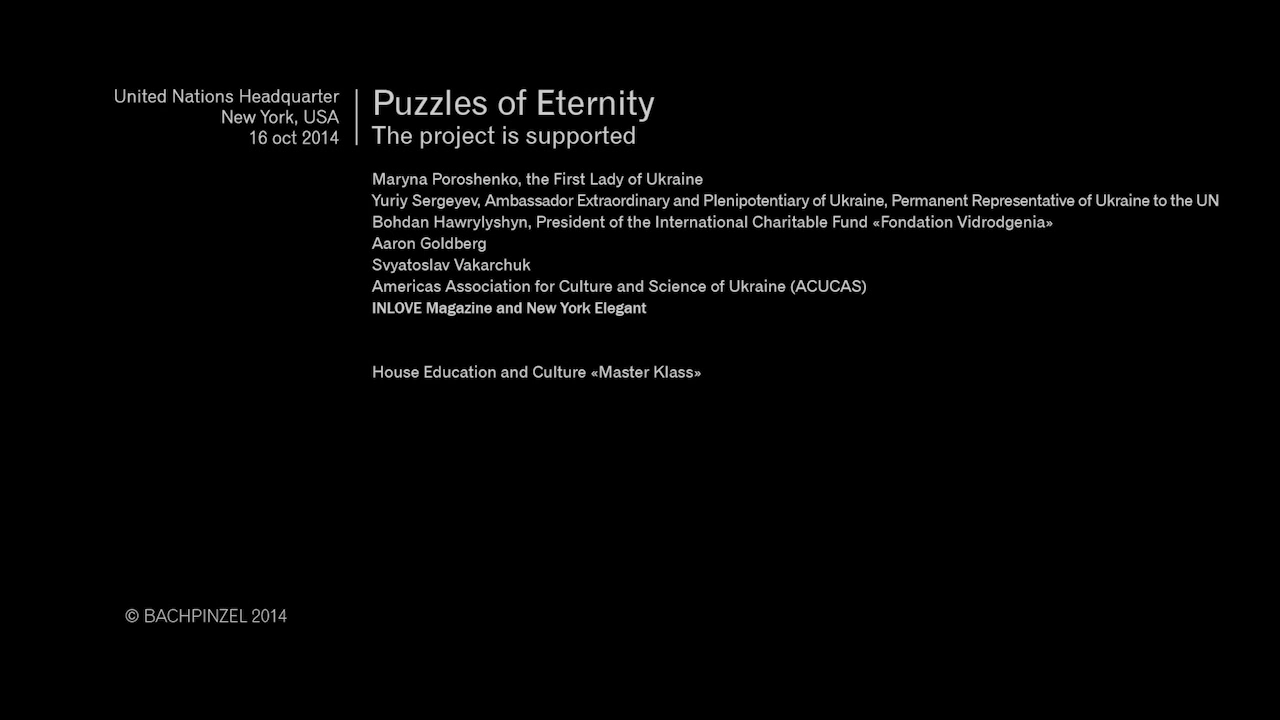 United Nations Headquarter
New York, USA
16 oct 2014
Puzzles of Eternity
The project is supported
Maryna Poroshenko, the First Lady of Ukraine
Yuriy Sergeyev, Ambassador Extraordinary and Plenipotentiary of Ukraine, Permanent Representative of Ukraine to the UN
Bohdan Hawrylyshyn, President of the International Charitable Fund «Fondation Vidrodgenia»
Aaron Goldberg
Svyatoslav Vakarchuk
Americas Association for Culture and Science of Ukraine (ACUCAS)
INLOVE Magazine and New York Elegant
House Education and Culture «Master Klass»
© BACHPINZEL 2014